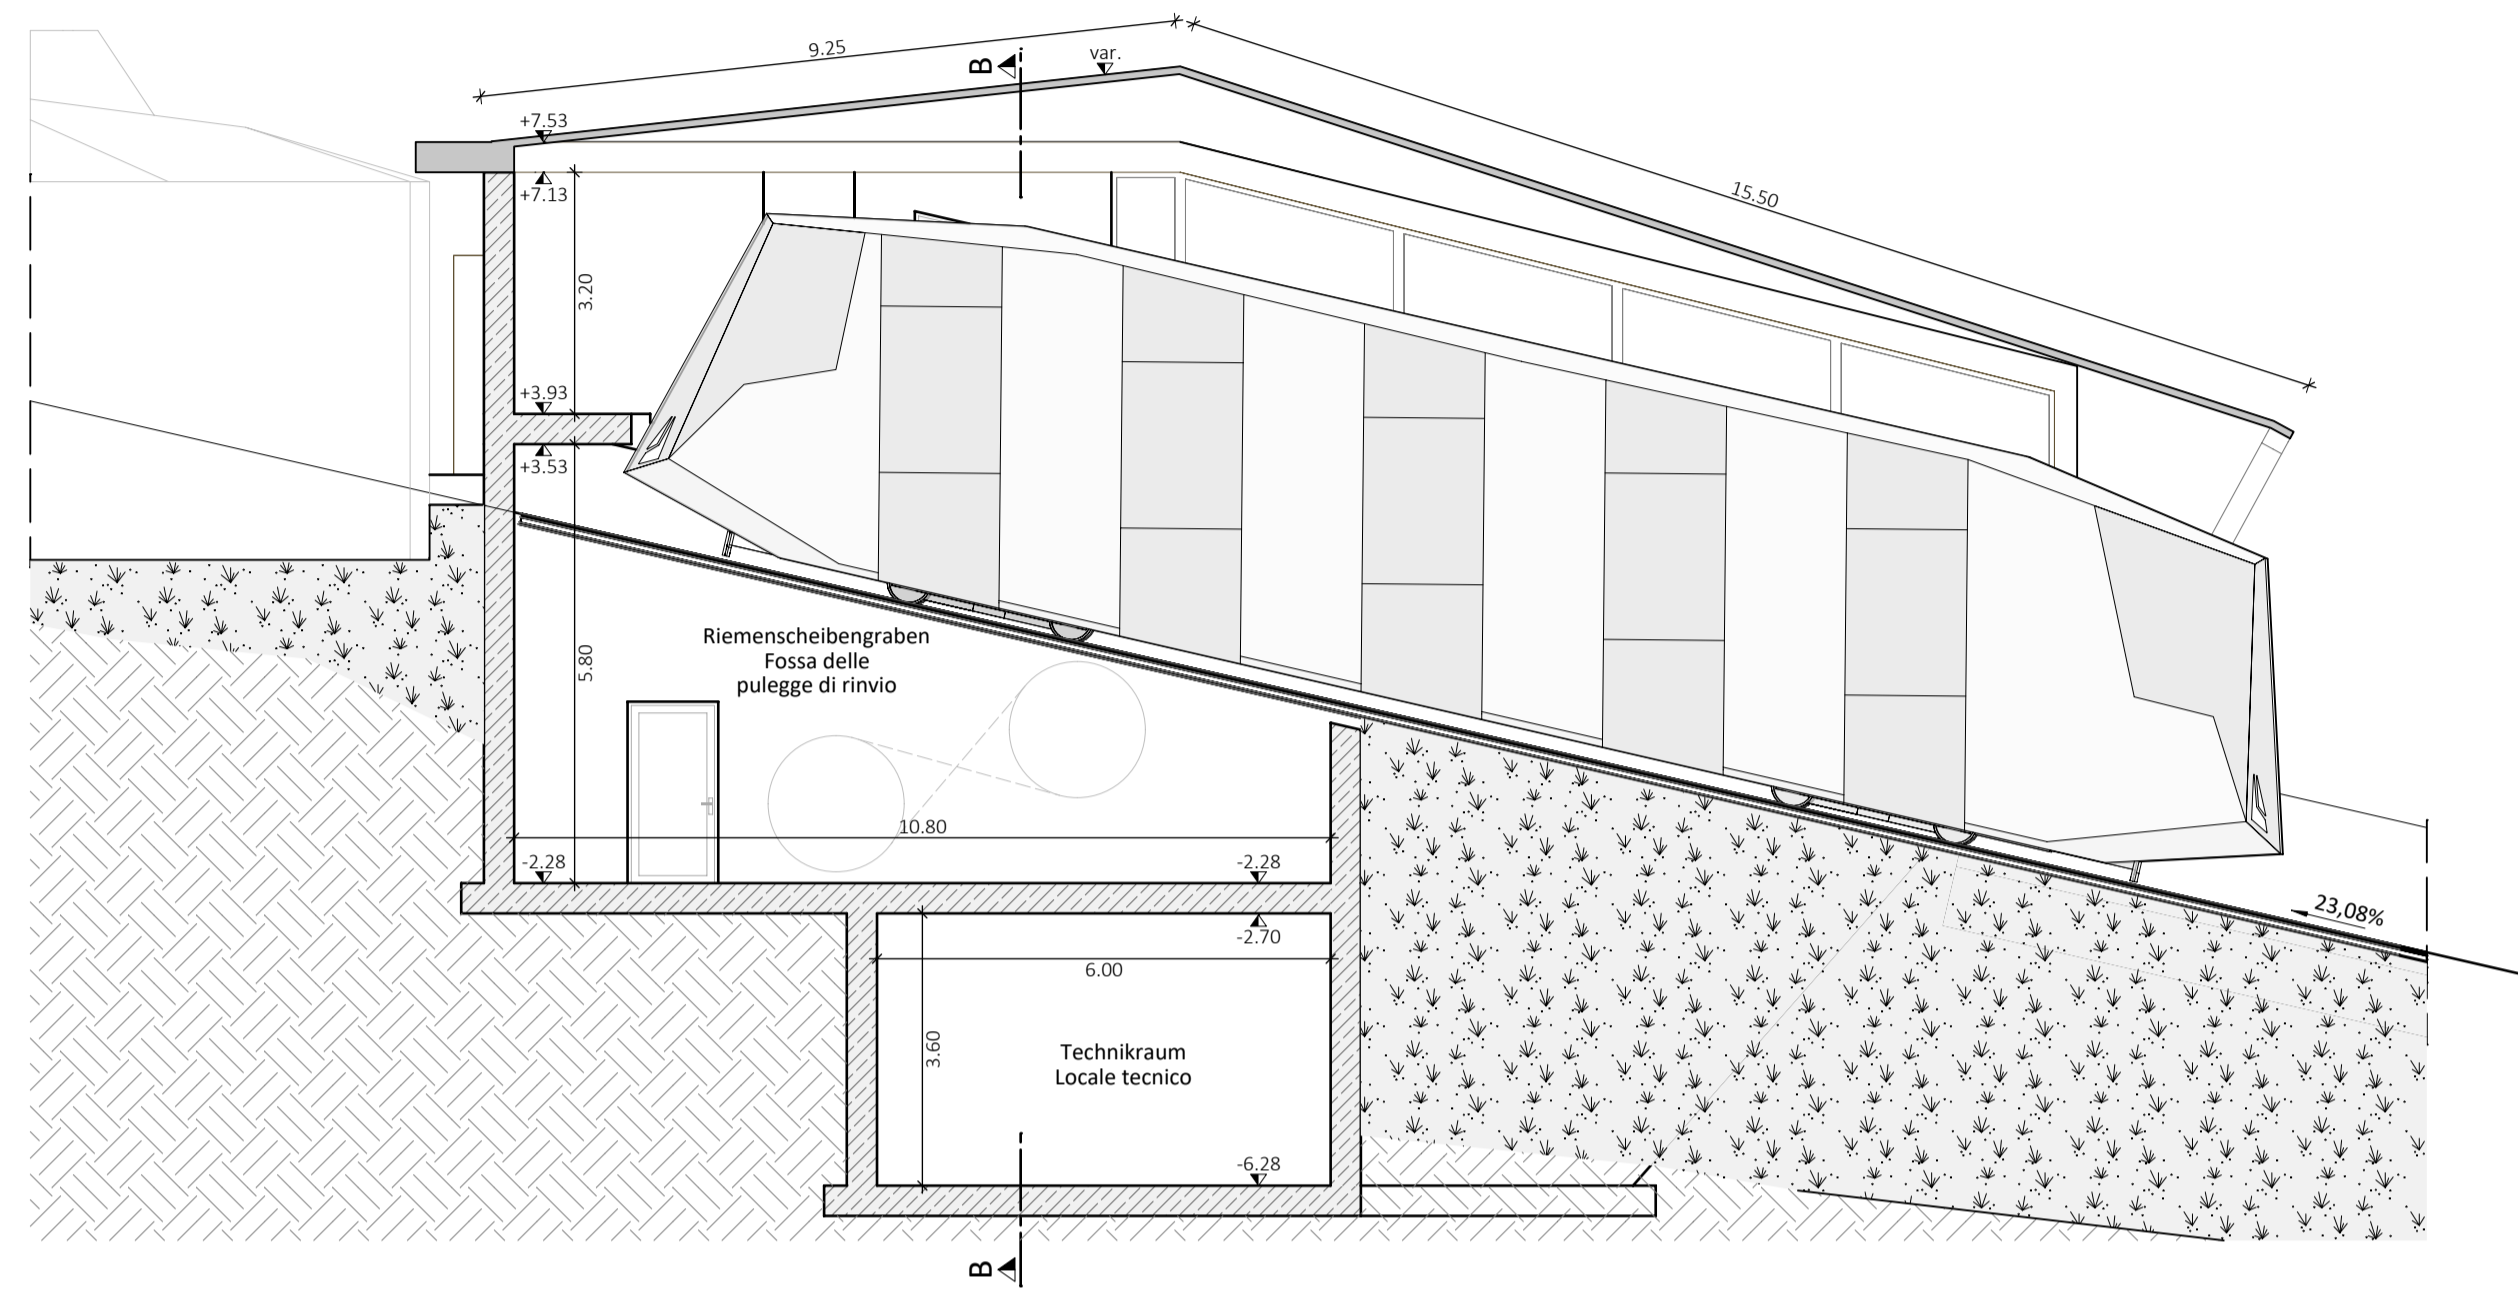 9.25
B
var.
+7.53
+7.13
15.50
3.20
+3.93
+3.53
Riemenscheibengraben
Fossa delle
pulegge di rinvio
5.80
10.80
-2.28
-2.28
23,08%
-2.70
6.00
3.60
Technikraum
Locale tecnico
-6.28
B